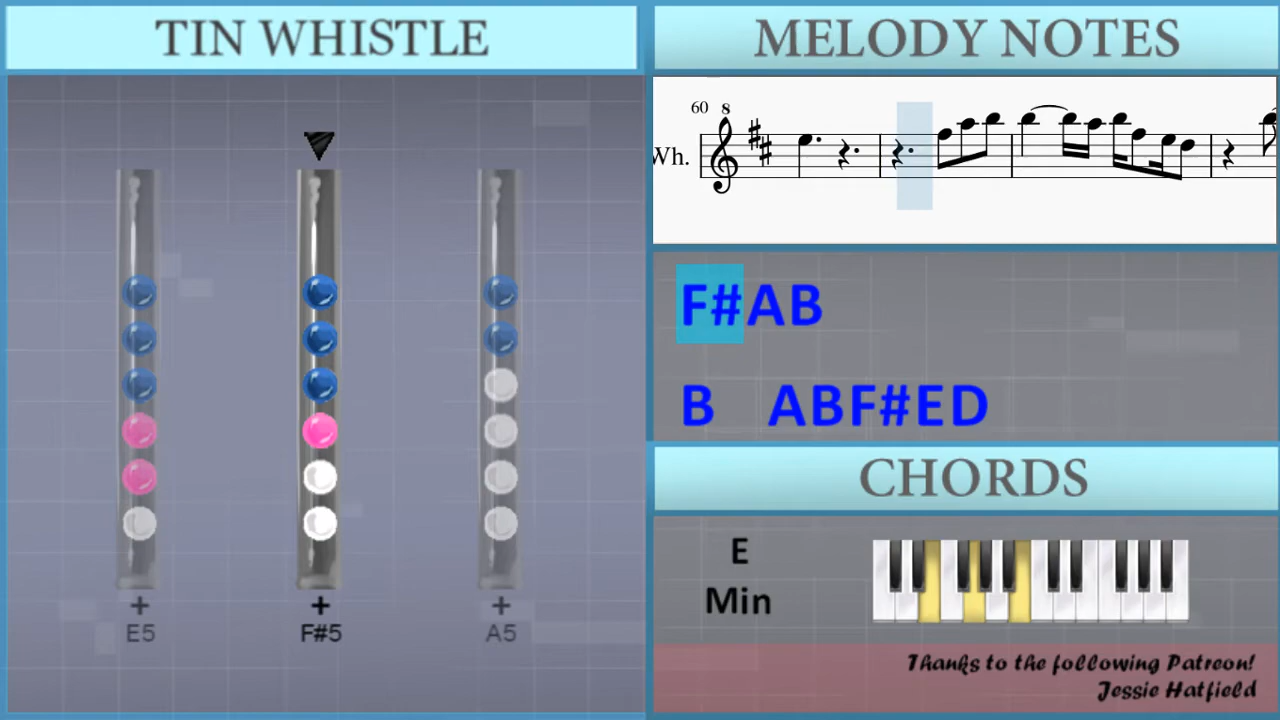 TIN WHISTLE
+
E5
+
F#5
+
A5
MELODY NOTES
60
8
Wh.
F#AB
B ABF#ED
CHORDS
E
Min
Thanks to the following Patreon!
Jessie Hatfield